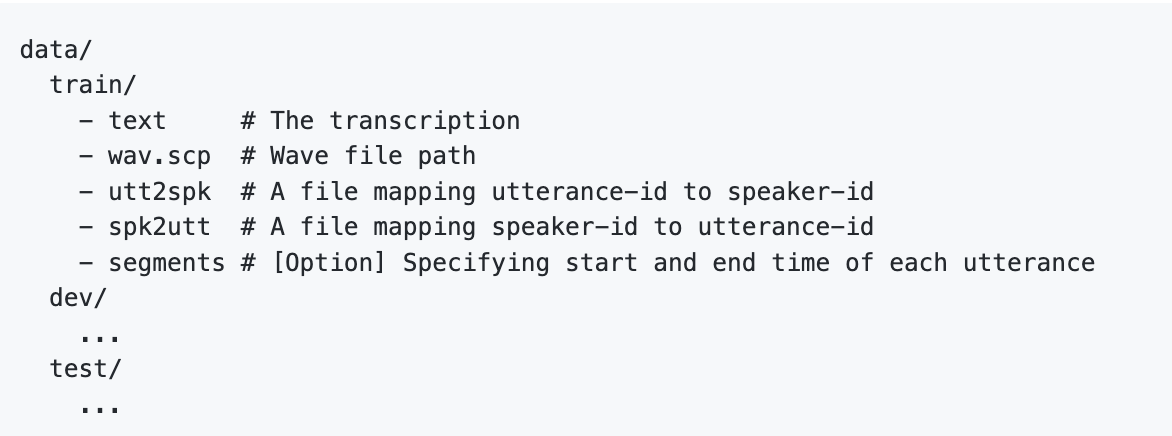 data/
  train/
    - text     # The transcription
    - wav.scp  # Wave file path
    - utt2spk  # A file mapping utterance-id to speaker-id
    - spk2utt  # A file mapping speaker-id to utterance-id
    - segments # [Option] Specifying start and end time of each utterance
  dev/
    ...
  test/
    ...